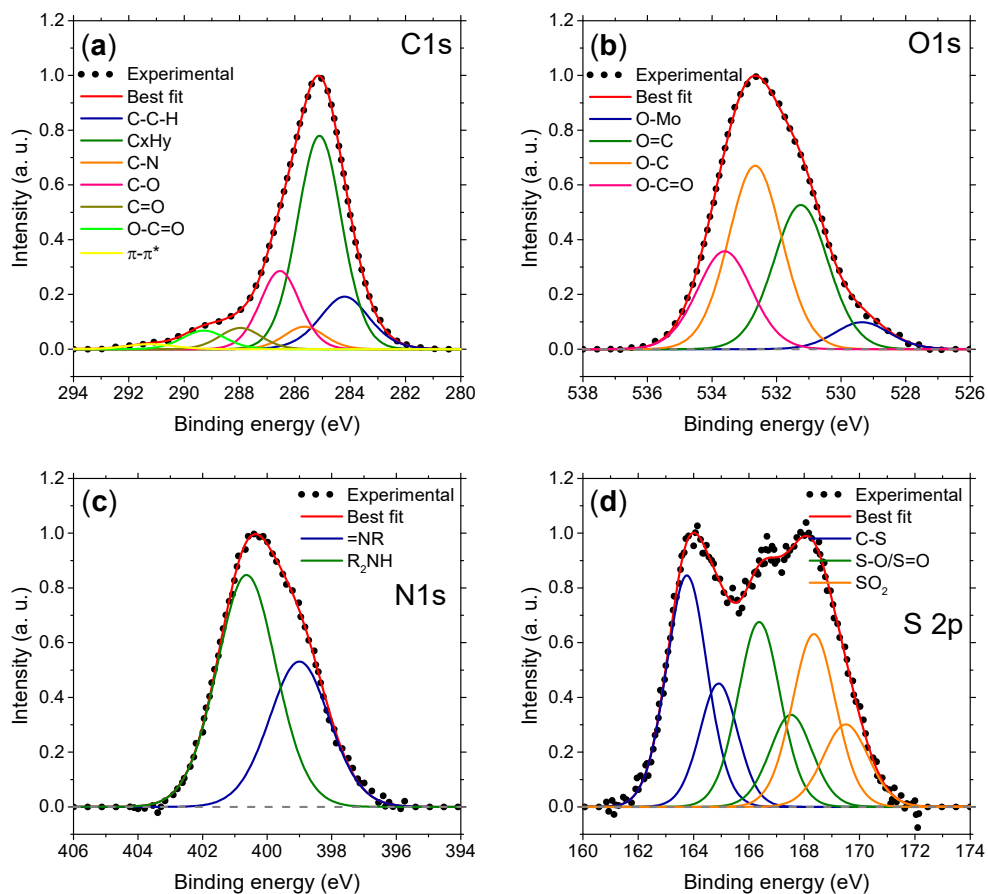 (a)
C1s
Experimental
Best fit
C-C-H
CxHy
C-N
C-O
C=O
O-C=O
π-π*
Intensity (a. u.)
1.2
1.0
0.8
0.6
0.4
0.2
0.0
294 292 290 288 286 284 282 280
Binding energy (eV)
(b)
O1s
Experimental
Best fit
O-Mo
O=C
O-C
O-C=O
Intensity (a. u.)
1.2
1.0
0.8
0.6
0.4
0.2
0.0
538 536 534 532 530 528 526
Binding energy (eV)
(c)
Experimental
Best fit
=NR
R₂NH
N1s
Intensity (a. u.)
1.2
1.0
0.8
0.6
0.4
0.2
0.0
406 404 402 400 398 396 394
Binding energy (eV)
(d)
Experimental
Best fit
C-S
S-O/S=O
SO₂
S 2p
Intensity (a. u.)
1.2
1.0
0.8
0.6
0.4
0.2
0.0
160 162 164 166 168 170 172 174
Binding energy (eV)